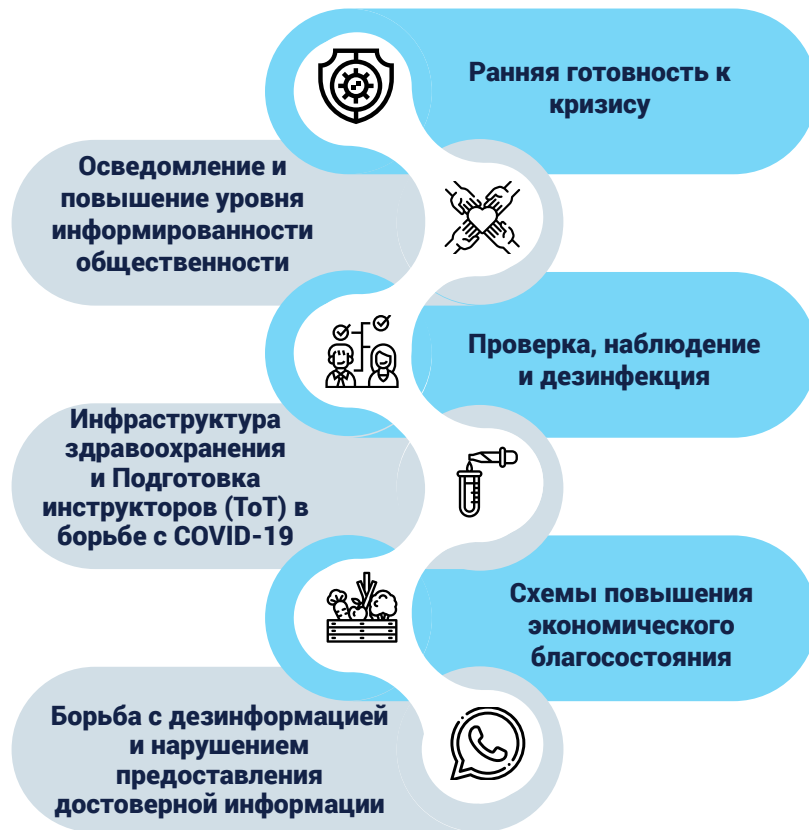 Ранняя готовность к
кризису
Осведомление и
повышение уровня
информированности
общественности
Проверка, наблюдение
и дезинфекция
Инфраструктура
здравоохранения
и Подготовка
инструкторов (ToT) в
борьбе с COVID-19
Схемы повышения
экономического
благосостояния
Борьба с дезинформацией
и нарушением
предоставления
достоверной информации